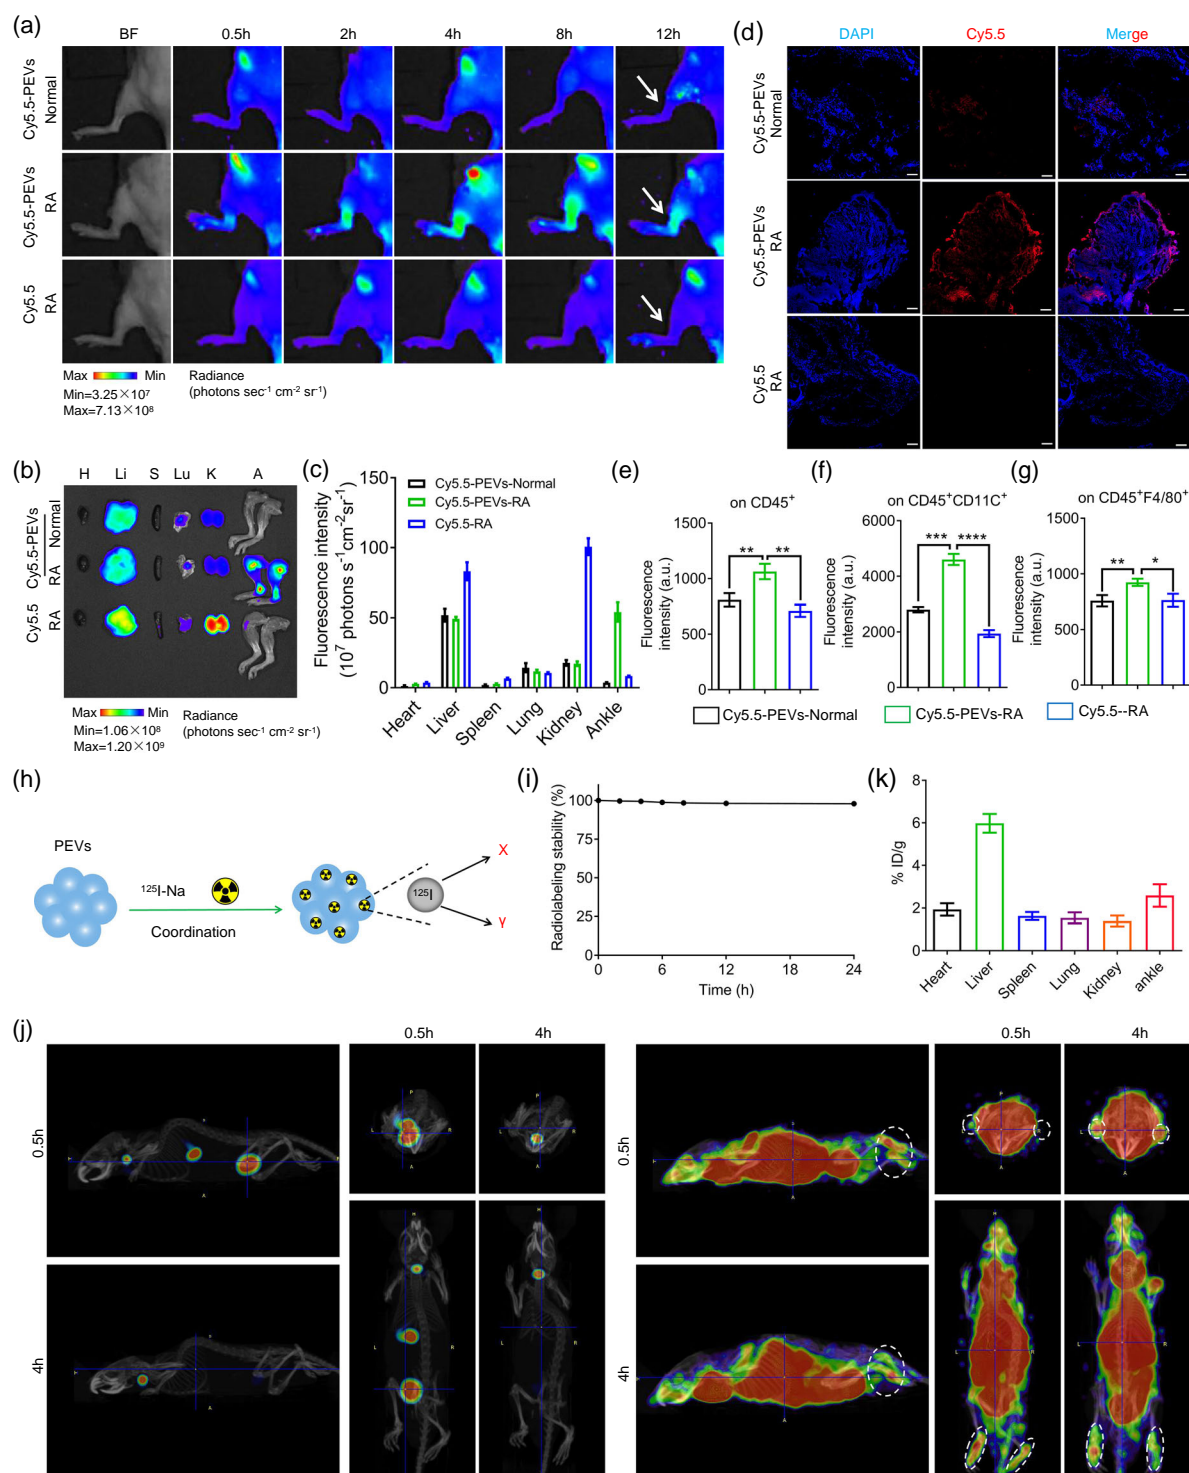 (a)
BF 0.5h 2h 4h 8h 12h
Cy5.5-PEVs
Normal
Cy5.5-PEVs
RA
Cy5.5
RA
Max Min
Min=3.25×10⁷
Max=7.13×10⁸
Radiance
(photons sec⁻¹ cm⁻² sr⁻¹)
(d)
DAPI Cy5.5 Merge
Cy5.5-PEVs
Normal
Cy5.5-PEVs
RA
Cy5.5
RA
(b)
H Li S Lu K A
Cy5.5-PEVs
Normal
RA
Cy5.5
RA
Max Min
Min=1.06×10⁸
Max=1.20×10⁹
Radiance
(photons sec⁻¹ cm⁻² sr⁻¹)
(c)
Fluorescence intensity
(10⁷ photons s⁻¹cm⁻²sr⁻¹)
150
100
50
0
Cy5.5-PEVs-Normal
Cy5.5-PEVs-RA
Cy5.5-RA
Heart Liver Spleen Lung Kidney Ankle
(e)
on CD45⁺
Fluorescence
intensity (a.u.)
1500
1000
500
0
** **
(f)
on CD45⁺CD11C⁺
Fluorescence
intensity (a.u.)
6000
4000
2000
0
*** ****
(g)
on CD45⁺F4/80⁺
Fluorescence
intensity (a.u.)
1500
1000
500
0
** *
Cy5.5-PEVs-Normal
Cy5.5-PEVs-RA
Cy5.5--RA
(h)
PEVs
¹²⁵I-Na
Coordination
¹²⁵I
X
γ
(i)
Radiolabeling stability (%)
100
75
50
25
0
0 6 12 18 24
Time (h)
(k)
% ID/g
8
6
4
2
0
Heart Liver Spleen Lung Kidney ankle
(j)
0.5h 4h 0.5h 4h
0.5h
4h
0.5h
4h